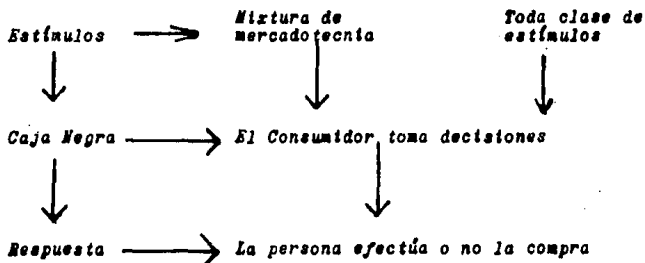 Estímulos
Mixtura de
mercadotecnia
Toda clase de
estímulos
Caja Negra
El Consumidor toma decisiones
Respuesta
La persona efectúa o no la compra